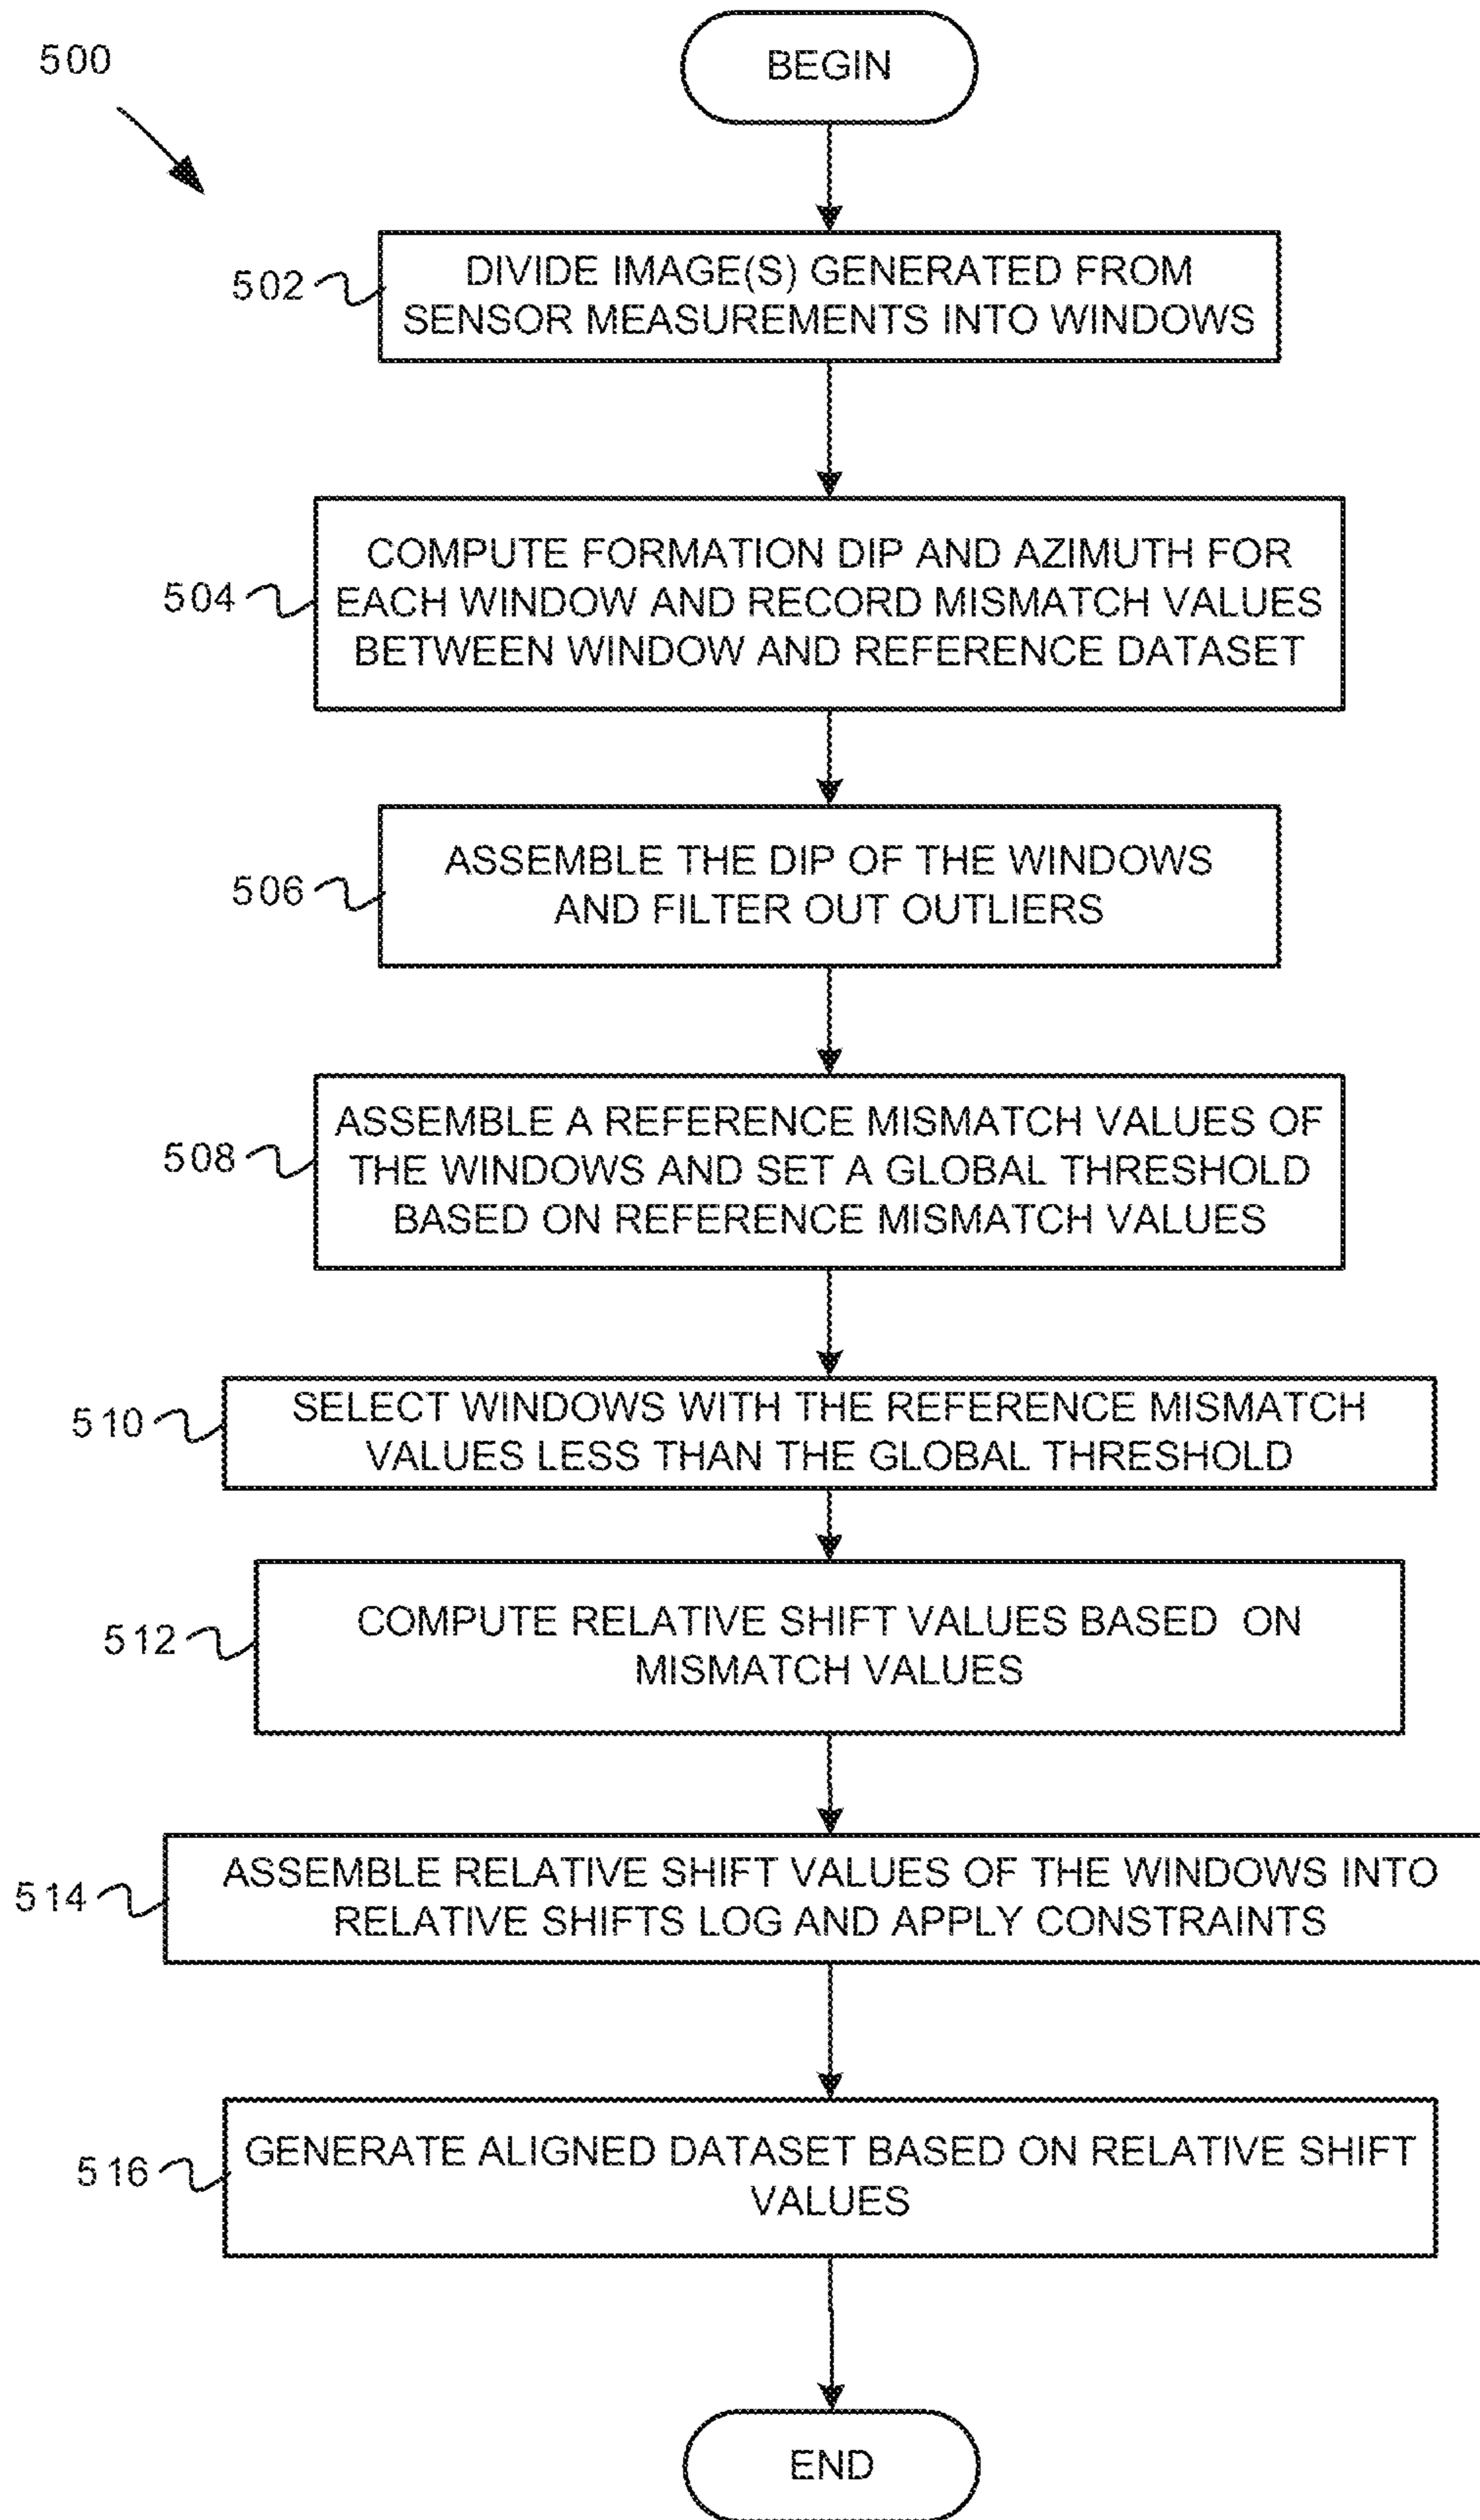 500
BEGIN
502
DIVIDE IMAGE(S) GENERATED FROM
SENSOR MEASUREMENTS INTO WINDOWS
504
COMPUTE FORMATION DIP AND AZIMUTH FOR
EACH WINDOW AND RECORD MISMATCH VALUES
BETWEEN WINDOW AND REFERENCE DATASET
506
ASSEMBLE THE DIP OF THE WINDOWS
AND FILTER OUT OUTLIERS
508
ASSEMBLE A REFERENCE MISMATCH VALUES OF
THE WINDOWS AND SET A GLOBAL THRESHOLD
BASED ON REFERENCE MISMATCH VALUES
510
SELECT WINDOWS WITH THE REFERENCE MISMATCH
VALUES LESS THAN THE GLOBAL THRESHOLD
512
COMPUTE RELATIVE SHIFT VALUES BASED ON
MISMATCH VALUES
514
ASSEMBLE RELATIVE SHIFT VALUES OF THE WINDOWS INTO
RELATIVE SHIFTS LOG AND APPLY CONSTRAINTS
516
GENERATE ALIGNED DATASET BASED ON RELATIVE SHIFT
VALUES
END